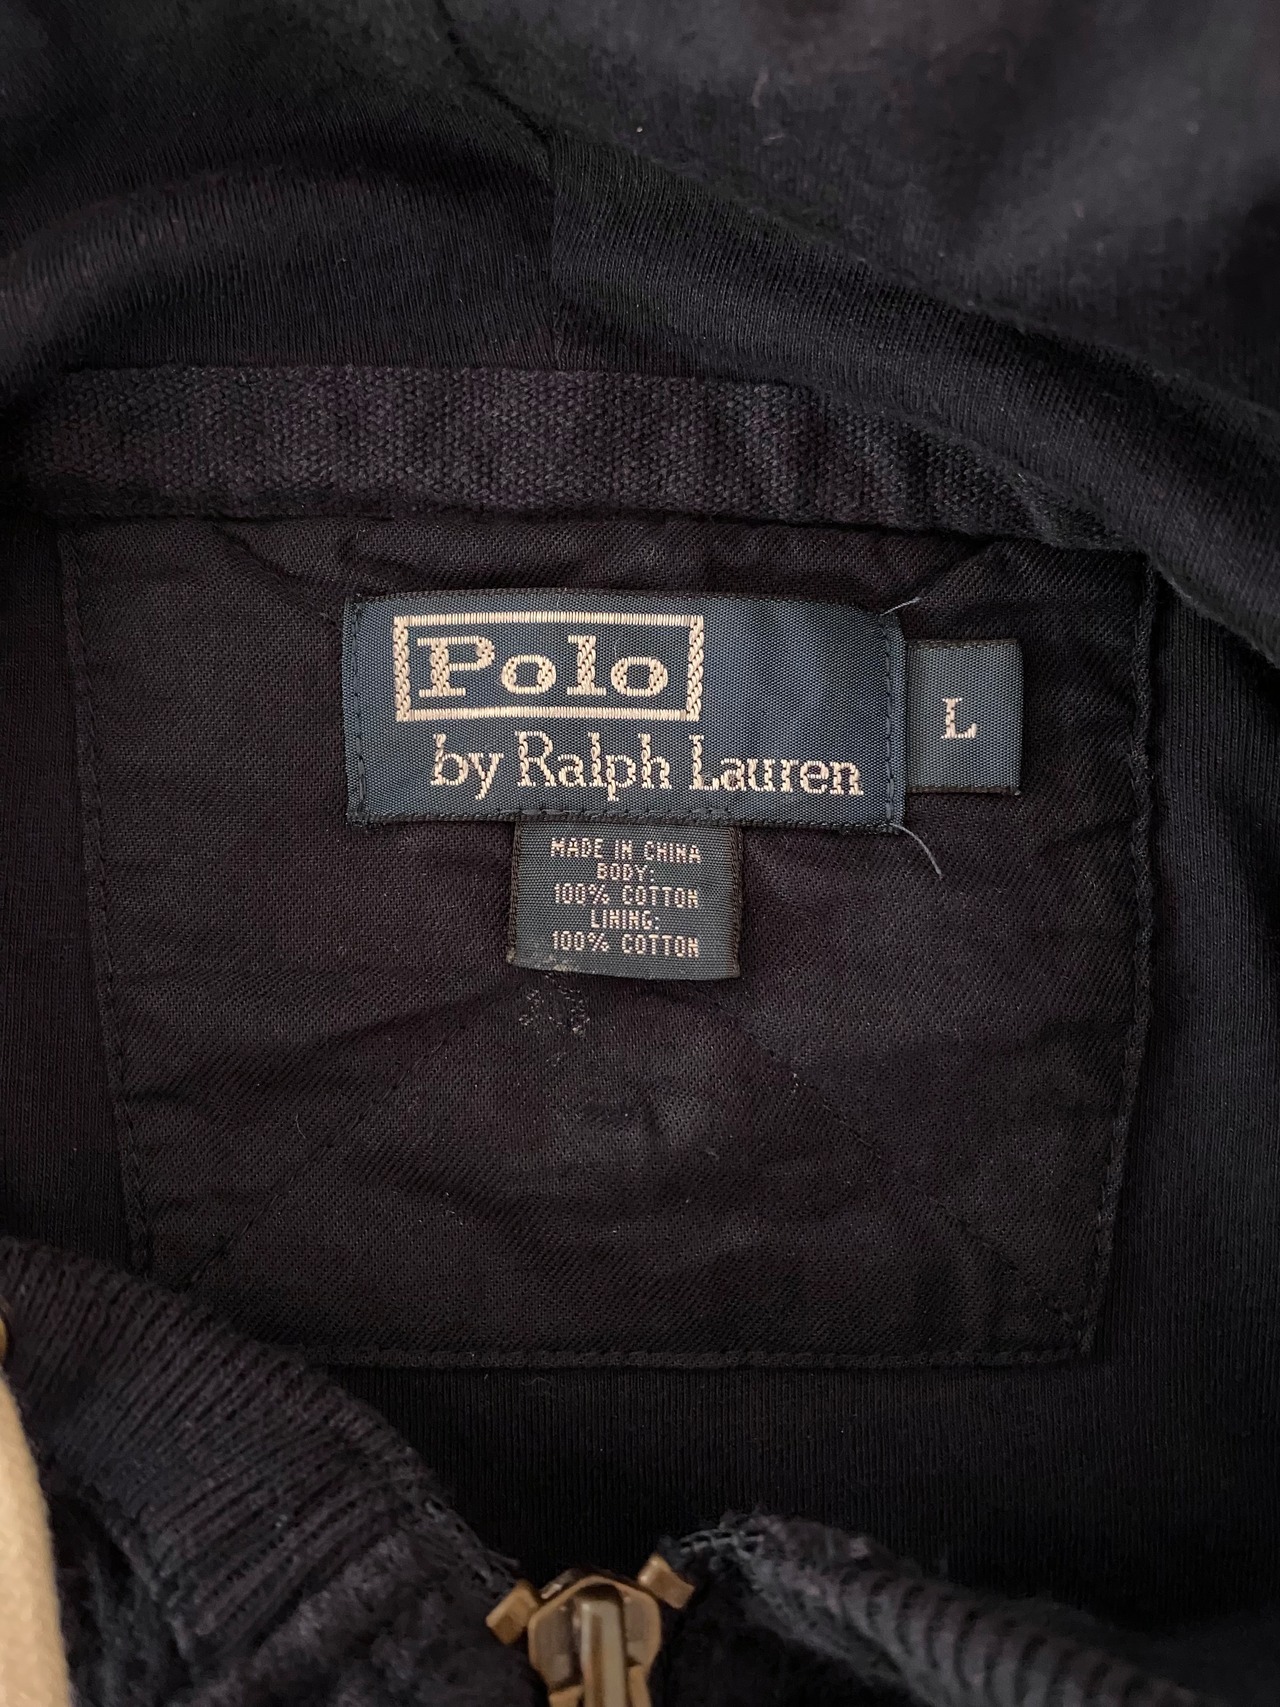 Polo
by Ralph Lauren
L
MADE IN CHINA
BODY:
100% COTTON
LINING:
100% COTTON